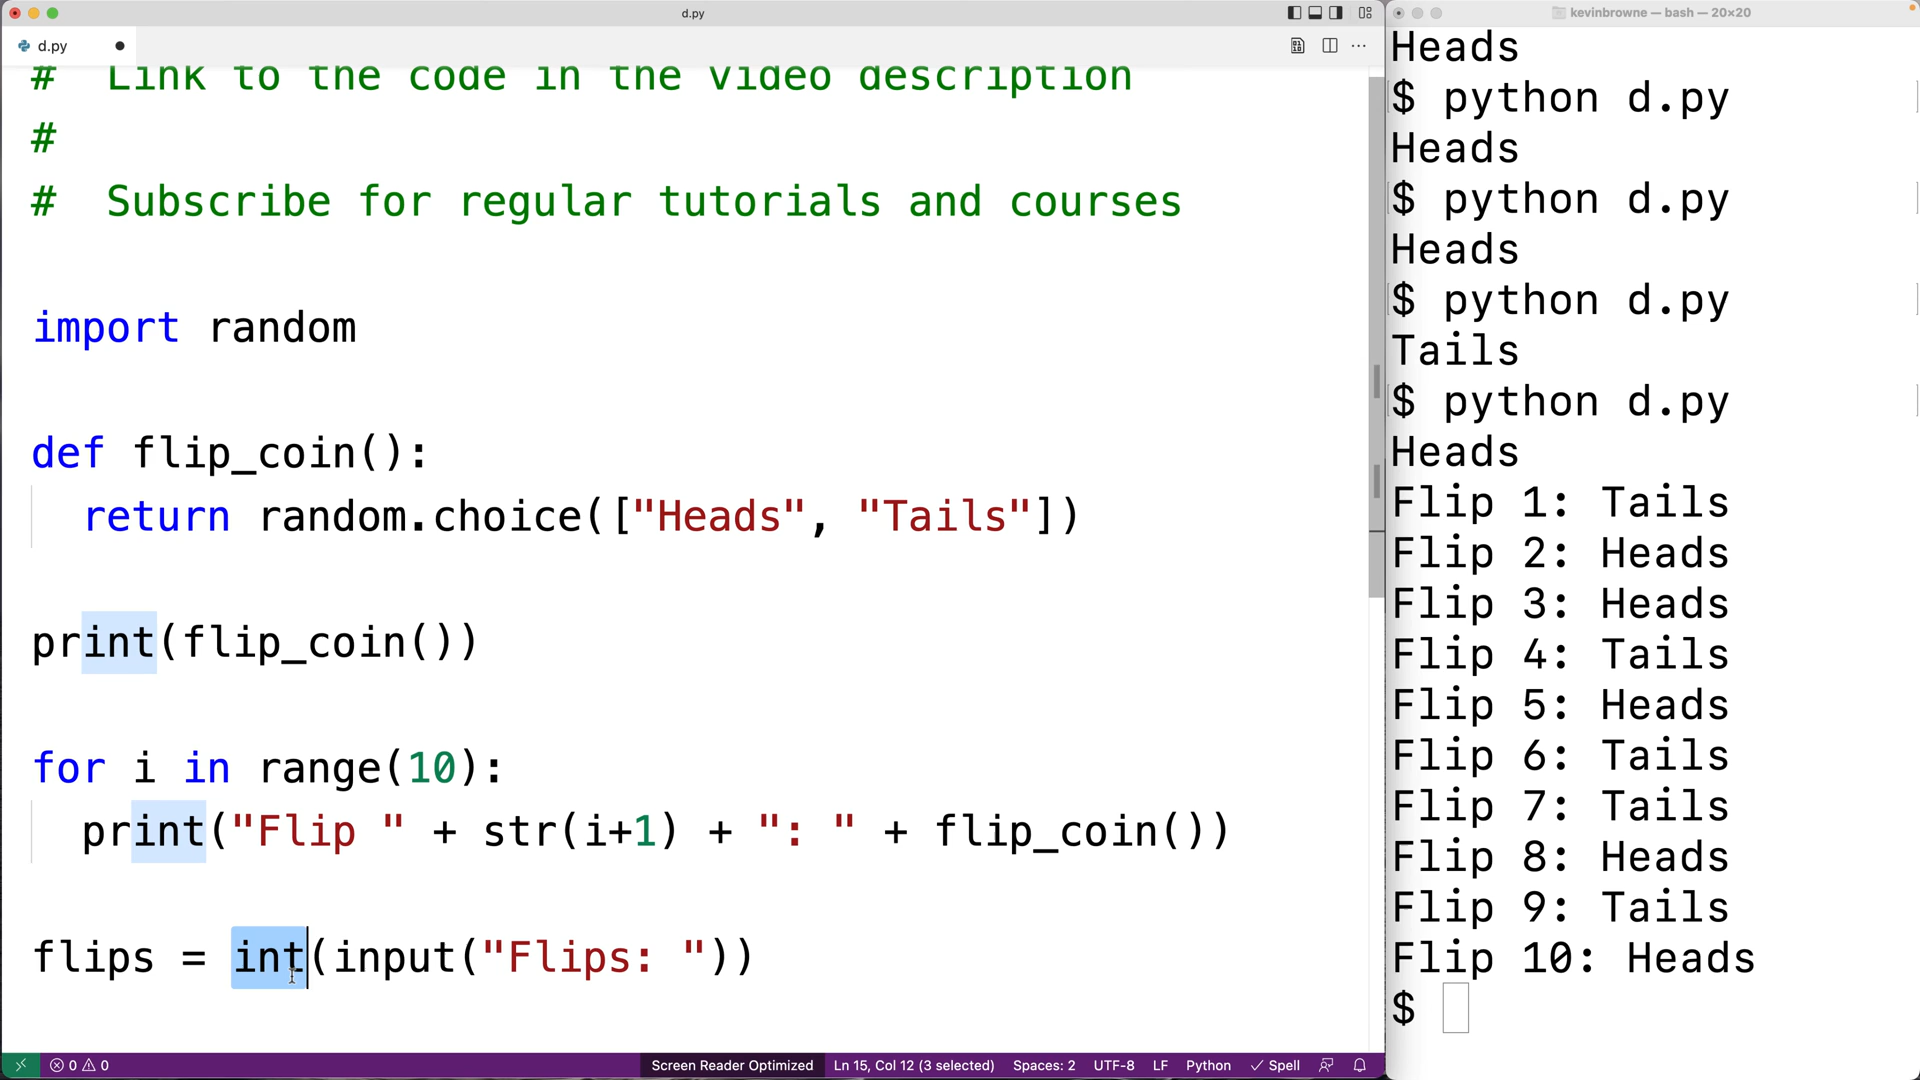 d.py
d.py
# Link to the code in the video description
#
# Subscribe for regular tutorials and courses
import random
def flip_coin():
return random.choice(["Heads", "Tails"])
print(flip_coin())
for i in range(10):
print("Flip " + str(i+1) + ": " + flip_coin())
flips = int(input("Flips: "))
0 0
Screen Reader Optimized
Ln 15, Col 12 (3 selected)
Spaces: 2
UTF-8
LF
Python
Spell
kevinbrowne — bash — 20×20
Heads
$ python d.py
Heads
$ python d.py
Heads
$ python d.py
Tails
$ python d.py
Heads
Flip 1: Tails
Flip 2: Heads
Flip 3: Heads
Flip 4: Tails
Flip 5: Heads
Flip 6: Tails
Flip 7: Tails
Flip 8: Heads
Flip 9: Tails
Flip 10: Heads
$